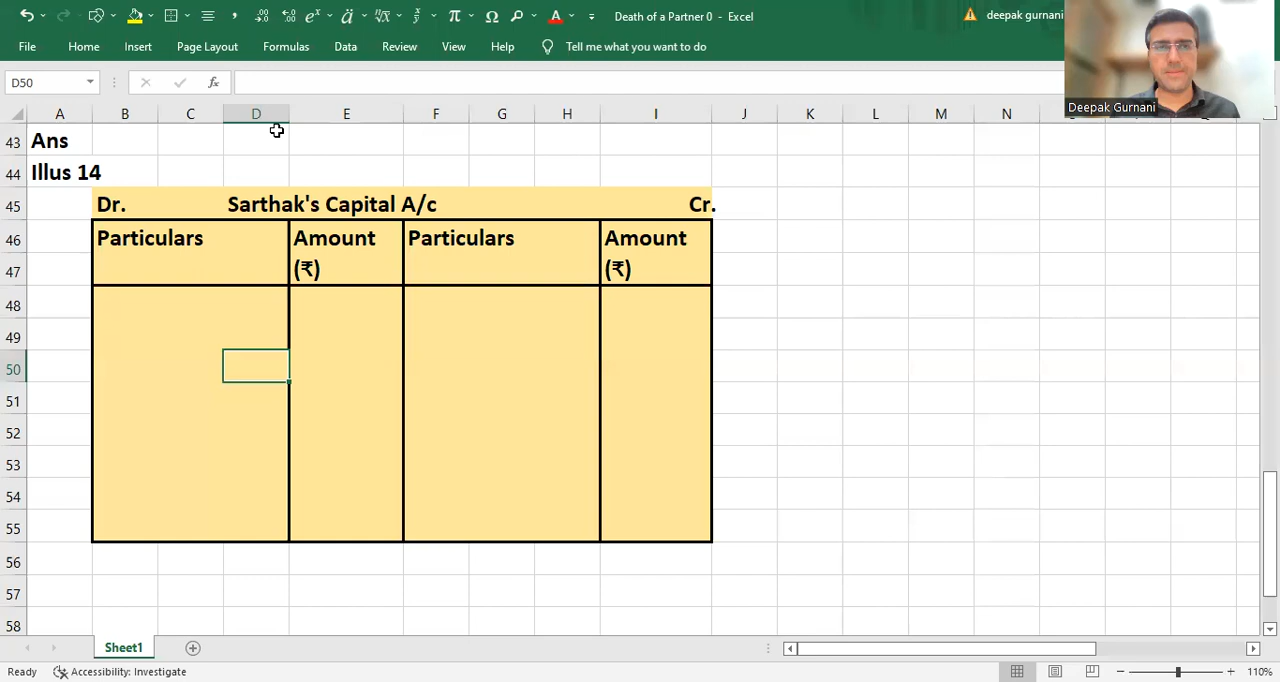 Death of a Partner 0 - Excel
deepak gurnani
File Home Insert Page Layout Formulas Data Review View Help Tell me what you want to do
Deepak Gurnani
D50
fx
A B C D E F G H I J K L M N
43 Ans
44 Illus 14
45 Dr. Sarthak's Capital A/c Cr.
46 Particulars Amount Particulars Amount
47 (₹) (₹)
48
49
50
51
52
53
54
55
56
57
58
Sheet1
Ready Accessibility: Investigate 110%